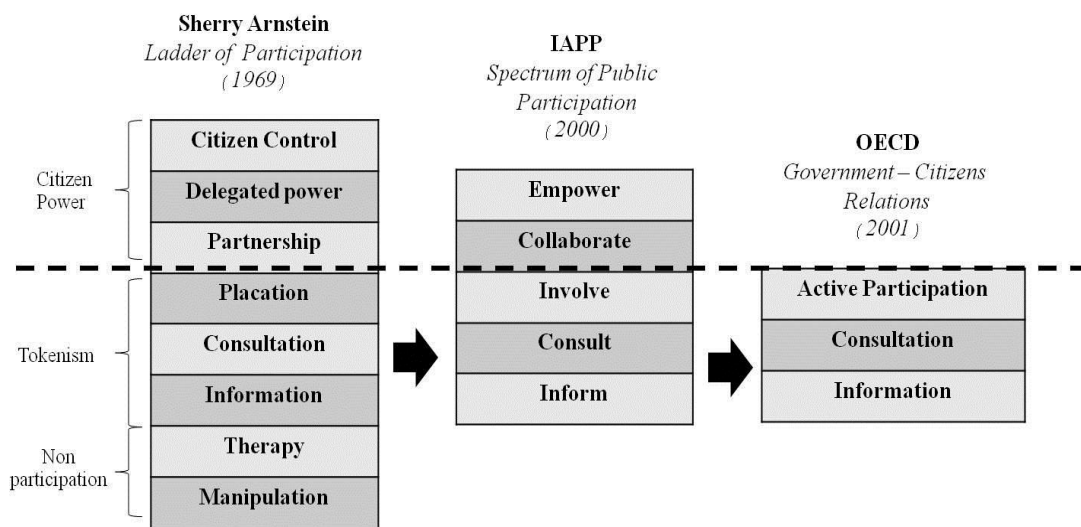 Sherry Arnstein
Ladder of Participation
(1969)
Citizen
Power
Tokenism
Non
participation
Citizen Control
Delegated power
Partnership
Placation
Consultation
Information
Therapy
Manipulation
IAPP
Spectrum of Public
Participation
(2000)
Empower
Collaborate
Involve
Consult
Inform
OECD
Government – Citizens
Relations
(2001)
Active Participation
Consultation
Information